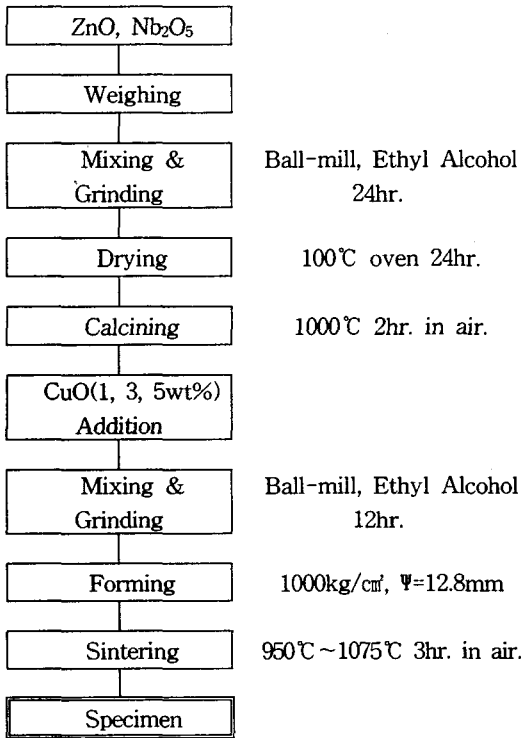 ZnO, Nb₂O₅
Weighing
Mixing &
Grinding
Ball-mill, Ethyl Alcohol
24hr.
Drying
100℃ oven 24hr.
Calcining
1000℃ 2hr. in air.
CuO(1, 3, 5wt%)
Addition
Mixing &
Grinding
Ball-mill, Ethyl Alcohol
12hr.
Forming
1000kg/㎠, Ψ=12.8mm
Sintering
950℃~1075℃ 3hr. in air.
Specimen